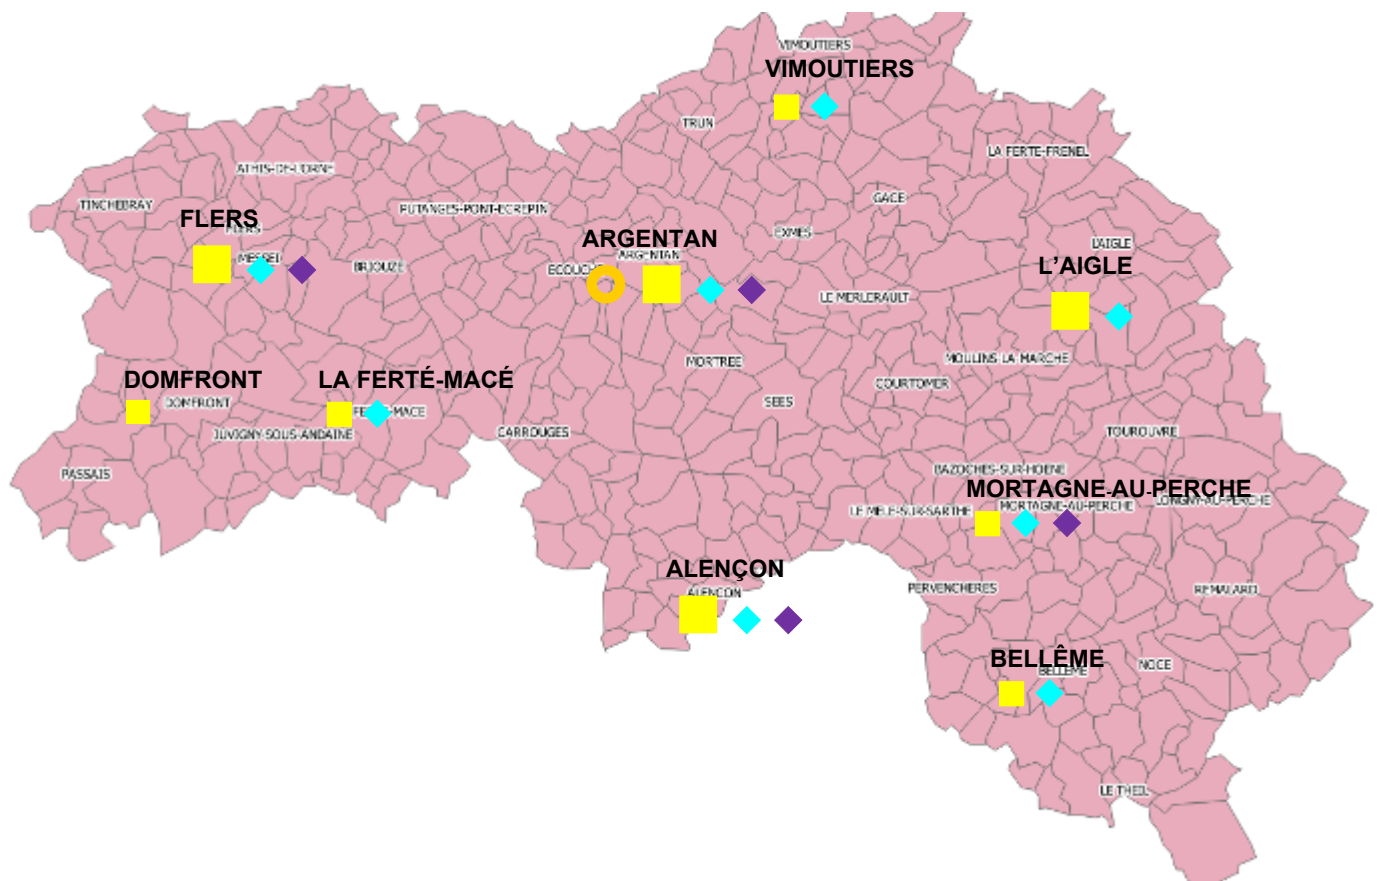 VIMOUTIERS
VIMOUTIERS
TRUN
LA FERTE-FRENEL
ATHIS-DE-L'ORNE
GACE
TINCHEBRAY
PUTANGES-PONT-ECREPIN
FLERS
FLERS
EXMES
ARGENTAN
ARGENTAN
L'AIGLE
L'AIGLE
MESSEI
BRIOUZE
ECOUCHE
LE MERLERAULT
MORTREE
MOULINS-LA-MARCHE
DOMFRONT
LA FERTÉ-MACÉ
COURTOMER
DOMFRONT
FERTE-MACE
SEES
JUVIGNY-SOUS-ANDAINE
CARROUGES
TOUROUVRE
PASSAIS
BAZOCHES-SUR-HOENE
MORTAGNE-AU-PERCHE
LONGNY-AU-PERCHE
LE MELE-SUR-SARTHE
MORTAGNE-AU-PERCHE
ALENÇON
ALENCON
PERVENCHERES
REMALARD
BELLÊME
BELLEME
NOCE
LE THEIL